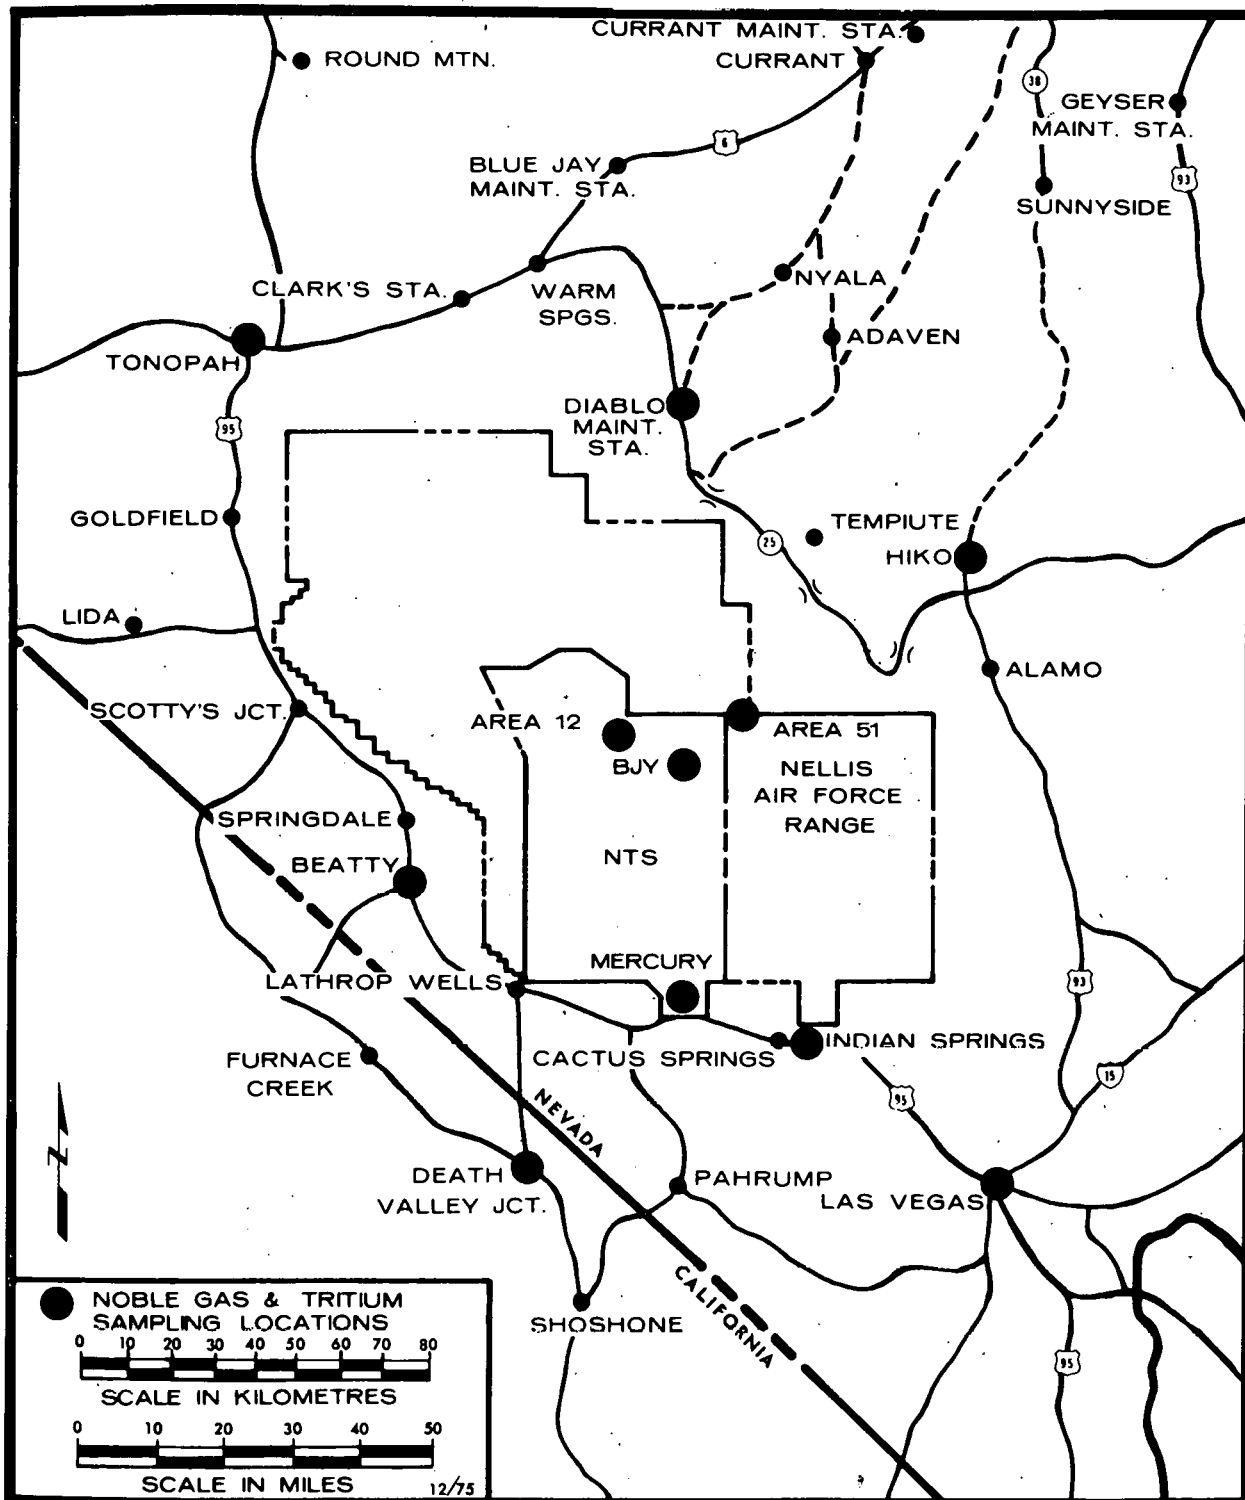 CURRANT MAINT. STA.
ROUND MTN.
CURRANT
38
GEYSER
MAINT. STA.
6
BLUE JAY
MAINT. STA.
93
SUNNYSIDE
NYALA
CLARK'S STA.
WARM
SPGS.
ADAVEN
TONOPAH
DIABLO
MAINT.
STA.
95
GOLDFIELD
TEMPIUTE
25
HIKO
LIDA
ALAMO
SCOTTY'S JCT.
AREA 12
AREA 51
BJY
NELLIS
AIR FORCE
RANGE
SPRINGDALE
NTS
BEATTY
MERCURY
LATHROP WELLS
93
INDIAN SPRINGS
CACTUS SPRINGS
FURNACE
CREEK
15
95
NEVADA
N
DEATH
VALLEY JCT.
PAHRUMP
LAS VEGAS
CALIFORNIA
SHOSHONE
95
NOBLE GAS & TRITIUM
SAMPLING LOCATIONS
0 10 20 30 40 50 60 70 80
SCALE IN KILOMETRES
0 10 20 30 40 50
SCALE IN MILES
12/75